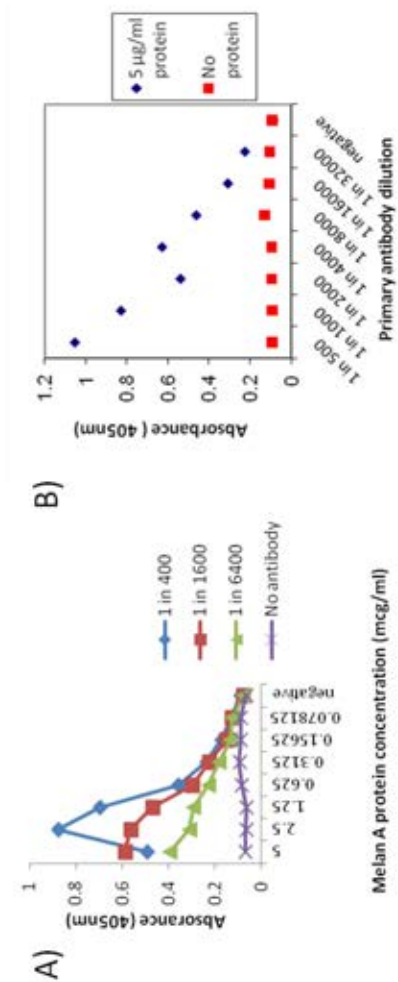 A)
Absorance (405nm)
1
0.8
0.6
0.4
0.2
0
5
2.5
1.25
0.625
0.3125
0.15625
0.078125
negative
Melan A protein concentration (mcg/ml)
1 in 400
1 in 1600
1 in 6400
No antibody
B)
Absorbance (405nm)
1.2
1
0.8
0.6
0.4
0.2
0
1 in 500
1 in 1000
1 in 2000
1 in 4000
1 in 8000
1 in 16000
1 in 32000
negative
Primary antibody dilution
5 µg/ml
protein
No
protein